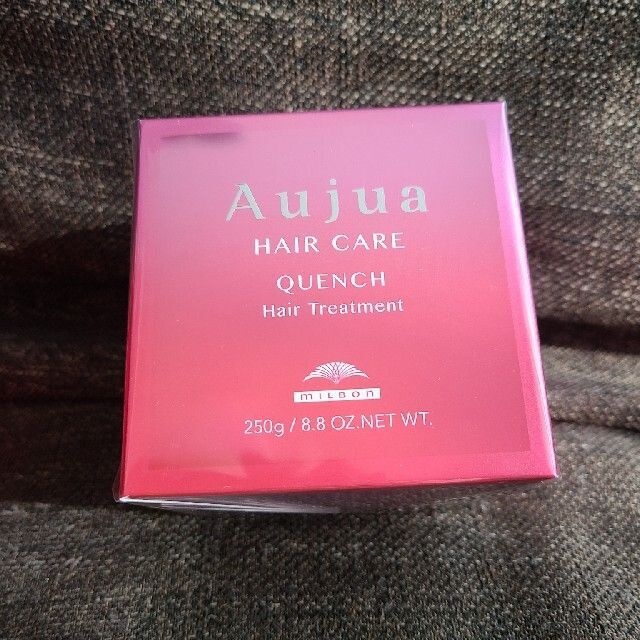 Aujua
HAIR CARE
QUENCH
Hair Treatment
MILBON
250g / 8.8 OZ.NET WT.